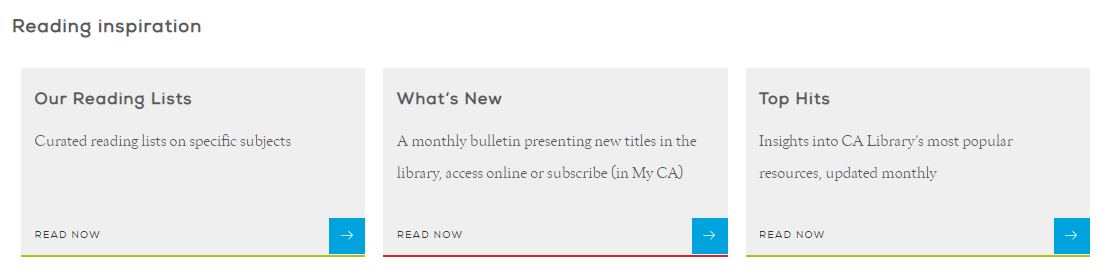 Reading inspiration
Our Reading Lists
Curated reading lists on specific subjects
READ NOW
What's New
A monthly bulletin presenting new titles in the
library, access online or subscribe (in My CA)
READ NOW
Top Hits
Insights into CA Library's most popular
resources, updated monthly
READ NOW